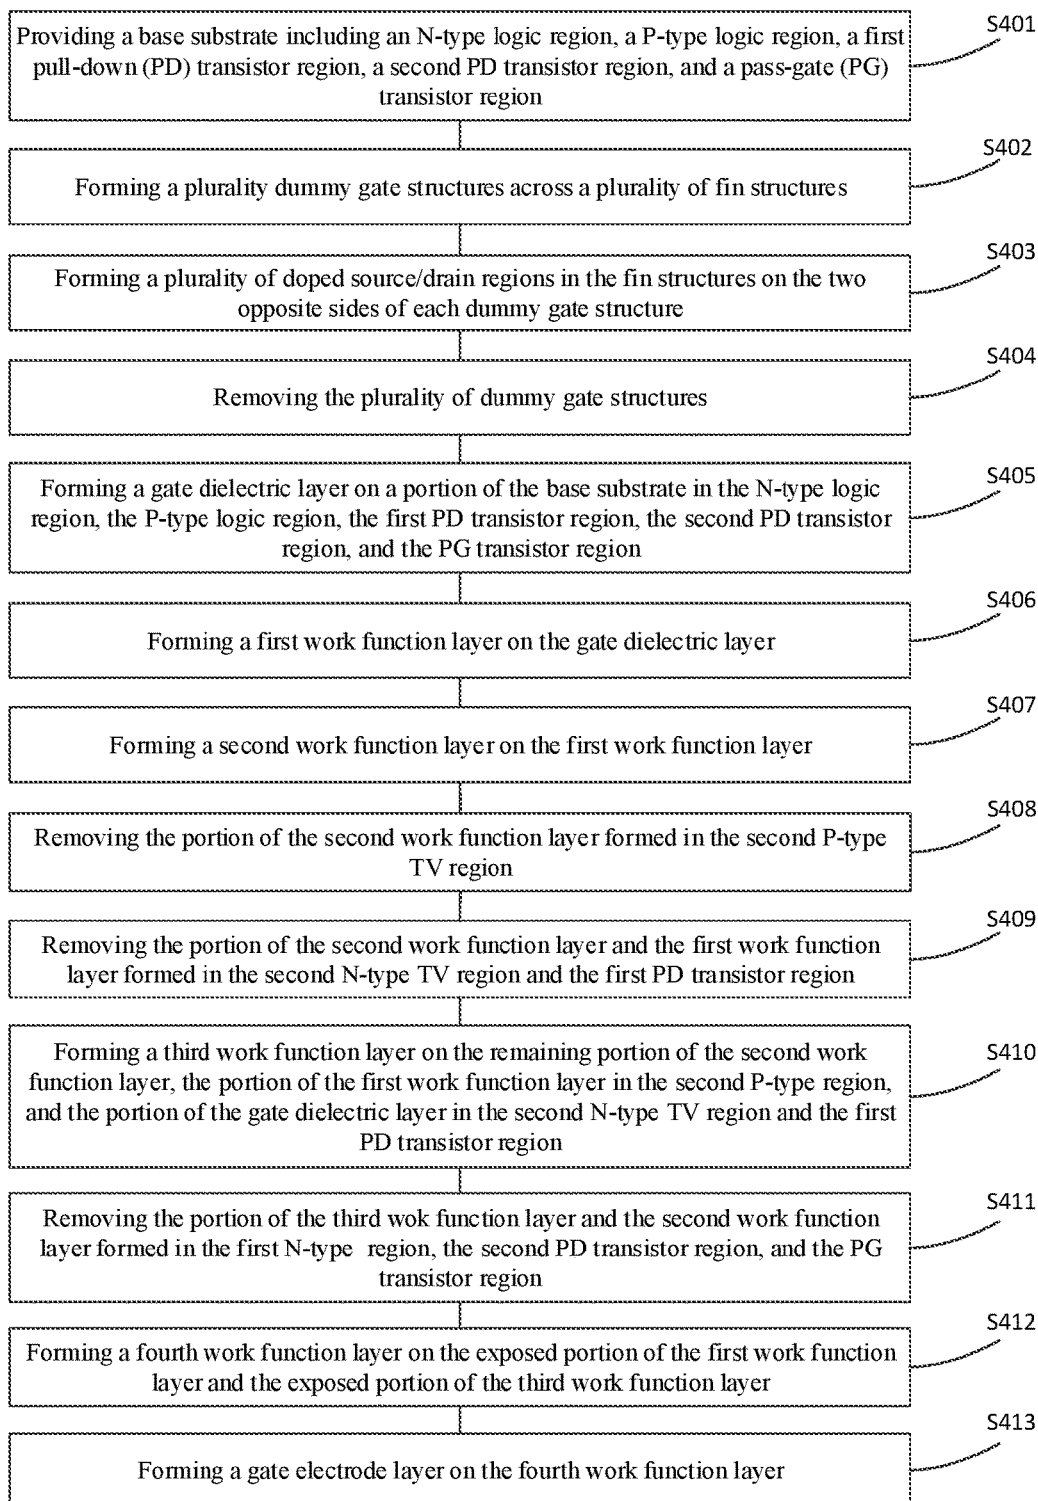 S401
Providing a base substrate including an N-type logic region, a P-type logic region, a first
pull-down (PD) transistor region, a second PD transistor region, and a pass-gate (PG)
transistor region
S402
Forming a plurality dummy gate structures across a plurality of fin structures
S403
Forming a plurality of doped source/drain regions in the fin structures on the two
opposite sides of each dummy gate structure
S404
Removing the plurality of dummy gate structures
S405
Forming a gate dielectric layer on a portion of the base substrate in the N-type logic
region, the P-type logic region, the first PD transistor region, the second PD transistor
region, and the PG transistor region
S406
Forming a first work function layer on the gate dielectric layer
S407
Forming a second work function layer on the first work function layer
S408
Removing the portion of the second work function layer formed in the second P-type
TV region
S409
Removing the portion of the second work function layer and the first work function
layer formed in the second N-type TV region and the first PD transistor region
S410
Forming a third work function layer on the remaining portion of the second work
function layer, the portion of the first work function layer in the second P-type region,
and the portion of the gate dielectric layer in the second N-type TV region and the first
PD transistor region
S411
Removing the portion of the third wok function layer and the second work function
layer formed in the first N-type region, the second PD transistor region, and the PG
transistor region
S412
Forming a fourth work function layer on the exposed portion of the first work function
layer and the exposed portion of the third work function layer
S413
Forming a gate electrode layer on the fourth work function layer